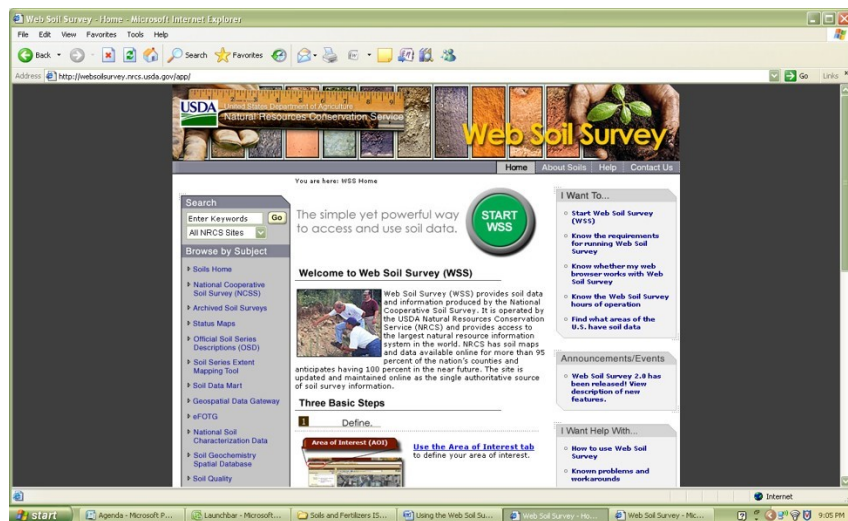 Web Soil Survey - Home - Microsoft Internet Explorer
File Edit View Favorites Tools Help
Back Search Favorites
Address http://websoilsurvey.nrcs.usda.gov/app/ Go Links
USDA United States Department of Agriculture
Natural Resources Conservation Service
Web Soil Survey
Home About Soils Help Contact Us
You are here: WSS Home
Search
Enter Keywords Go
All NRCS Sites
Browse by Subject
Soils Home
National Cooperative
Soil Survey (NCSS)
Archived Soil Surveys
Status Maps
Official Soil Series
Descriptions (OSD)
Soil Series Extent
Mapping Tool
Soil Data Mart
Geospatial Data Gateway
eFOTG
National Soil
Characterization Data
Soil Geochemistry
Spatial Database
Soil Quality
The simple yet powerful way
to access and use soil data.
START
WSS
Welcome to Web Soil Survey (WSS)
Web Soil Survey (WSS) provides soil data
and information produced by the National
Cooperative Soil Survey. It is operated by
the USDA Natural Resources Conservation
Service (NRCS) and provides access to
the largest natural resource information
system in the world. NRCS has soil maps
and data available online for more than 95
percent of the nation's counties and
anticipates having 100 percent in the near future. The site is
updated and maintained online as the single authoritative source
of soil survey information.
Three Basic Steps
1 Define.
Area of Interest (AOI)
Use the Area of Interest tab
to define your area of interest.
I Want To...
Start Web Soil Survey
(WSS)
Know the requirements
for running Web Soil
Survey
Know whether my web
browser works with Web
Soil Survey
Know the Web Soil Survey
hours of operation
Find what areas of the
U.S. have soil data
Announcements/Events
Web Soil Survey 2.0 has
been released! View
description of new
features.
I Want Help With...
How to use Web Soil
Survey
Known problems and
workarounds
Internet
start Agenda - Microsoft P... Launchbar - Microsoft... Soils and Fertilizers IS... Using the Web Soil Su... Web Soil Survey - Ho... Web Soil Survey - Mic... 9:05 PM